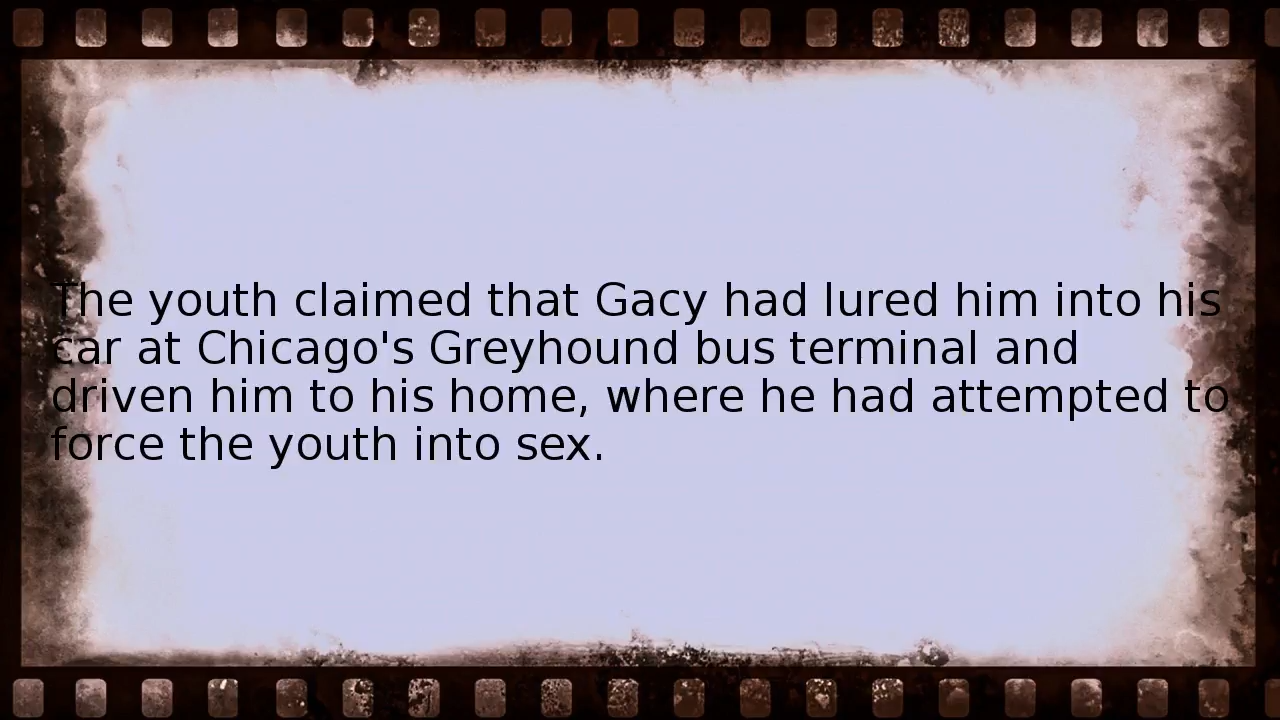 The youth claimed that Gacy had lured him into his
car at Chicago's Greyhound bus terminal and
driven him to his home, where he had attempted to
force the youth into sex.